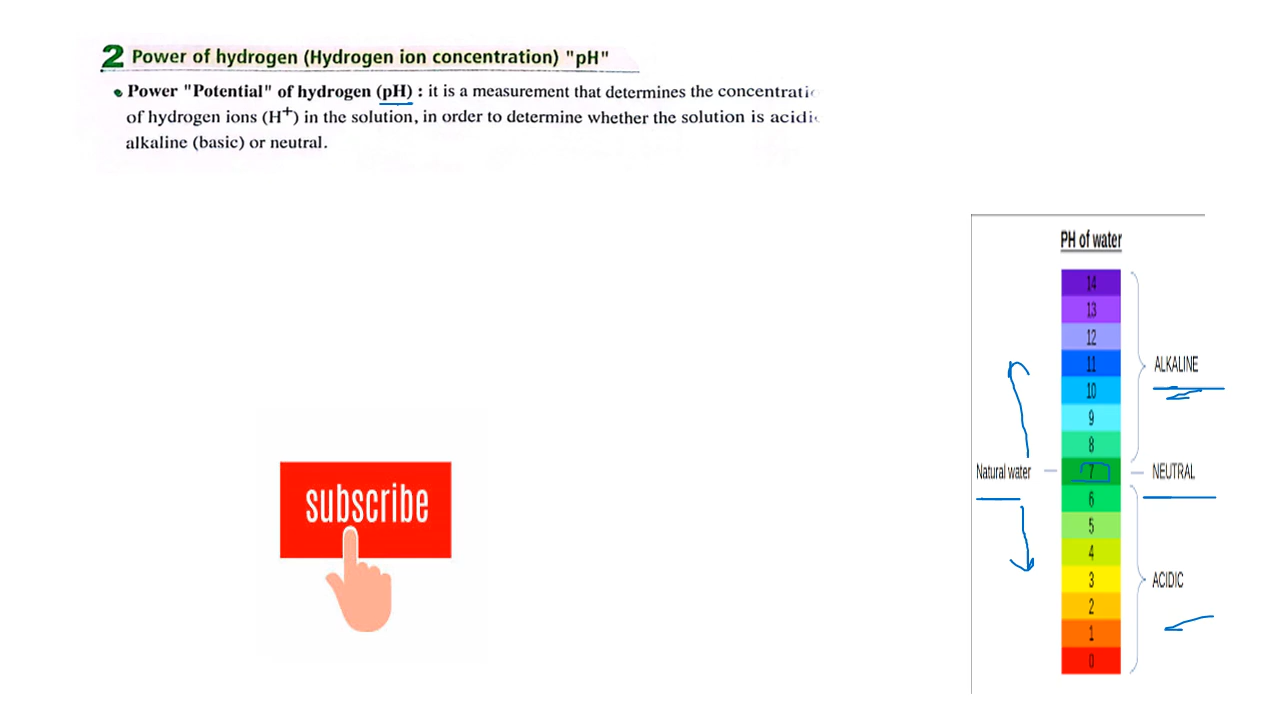 2 Power of hydrogen (Hydrogen ion concentration) "pH"
Power "Potential" of hydrogen (pH) : it is a measurement that determines the
of hydrogen ions (H+) in the solution, in order to determine whether the solution is
alkaline (basic) or neutral.
PH of water
14
13
12
11
ALKALINE
10
9
8
Natural water
7
NEUTRAL
6
5
4
3
ACIDIC
2
1
0
subscribe